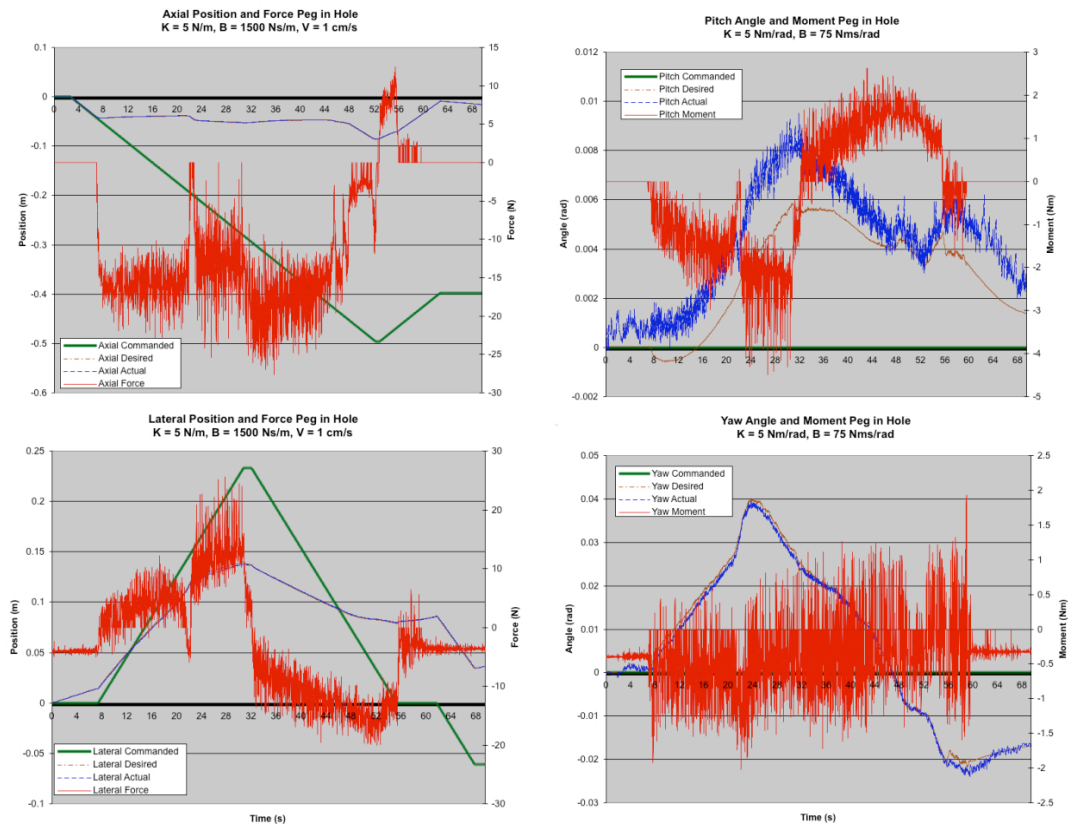 Axial Position and Force Peg in Hole
K = 5 N/m, B = 1500 Ns/m, V = 1 cm/s
0.1
0
-0.1
-0.2
-0.3
-0.4
-0.5
-0.6
Position (m)
0 4 8 12 16 20 24 28 32 36 40 44 48 52 56 60 64 68
15
10
5
0
-5
-10
-15
-20
-25
-30
Force (N)
Axial Commanded
Axial Desired
Axial Actual
Axial Force
Pitch Angle and Moment Peg in Hole
K = 5 Nm/rad, B = 75 Nms/rad
0.012
0.01
0.008
0.006
0.004
0.002
0
-0.002
Angle (rad)
0 4 8 12 16 20 24 28 32 36 40 44 48 52 56 60 64 68
3
2
1
0
-1
-2
-3
-4
-5
Moment (Nm)
Pitch Commanded
Pitch Desired
Pitch Actual
Pitch Moment
Lateral Position and Force Peg in Hole
K = 5 N/m, B = 1500 Ns/m, V = 1 cm/s
0.25
0.2
0.15
0.1
0.05
0
-0.05
-0.1
Position (m)
0 4 8 12 16 20 24 28 32 36 40 44 48 52 56 60 64 68
30
20
10
0
-10
-20
-30
Force (N)
Lateral Commanded
Lateral Desired
Lateral Actual
Lateral Force
Time (s)
Yaw Angle and Moment Peg in Hole
K = 5 Nm/rad, B = 75 Nms/rad
0.05
0.04
0.03
0.02
0.01
0
-0.01
-0.02
-0.03
Angle (rad)
0 4 8 12 16 20 24 28 32 36 40 44 48 52 56 60 64 68
2.5
2
1.5
1
0.5
0
-0.5
-1
-1.5
-2
-2.5
Moment (Nm)
Yaw Commanded
Yaw Desired
Yaw Actual
Yaw Moment
Time (s)